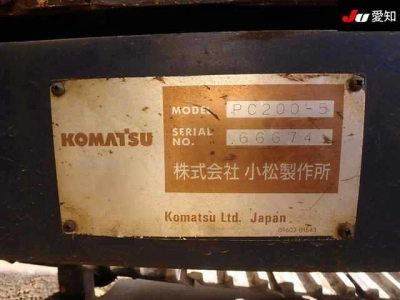 Ju 愛知
MODEL PC200-5
KOMATSU
SERIAL NO. 66674
株式会社 小松製作所
Komatsu Ltd. Japan